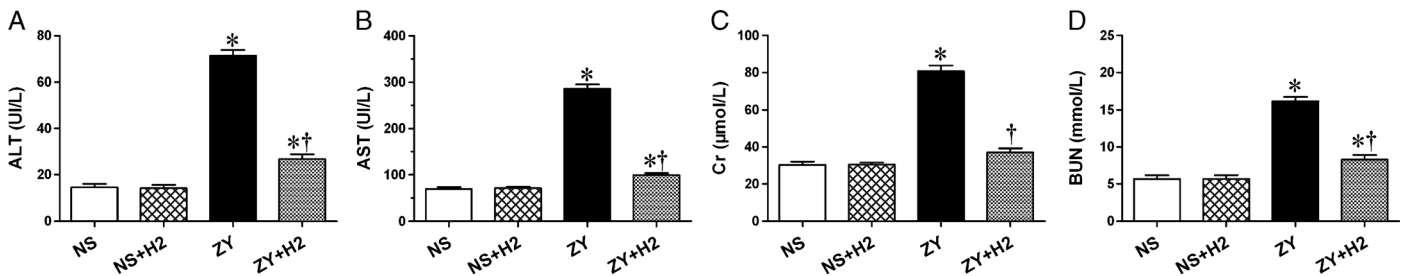 A
ALT (UI/L)
80
60
40
20
0
*
*†
NS
NS+H2
ZY
ZY+H2
B
AST (UI/L)
400
300
200
100
0
*
*†
NS
NS+H2
ZY
ZY+H2
C
Cr (µmol/L)
100
80
60
40
20
0
*
†
NS
NS+H2
ZY
ZY+H2
D
BUN (mmol/L)
25
20
15
10
5
0
*
*†
NS
NS+H2
ZY
ZY+H2